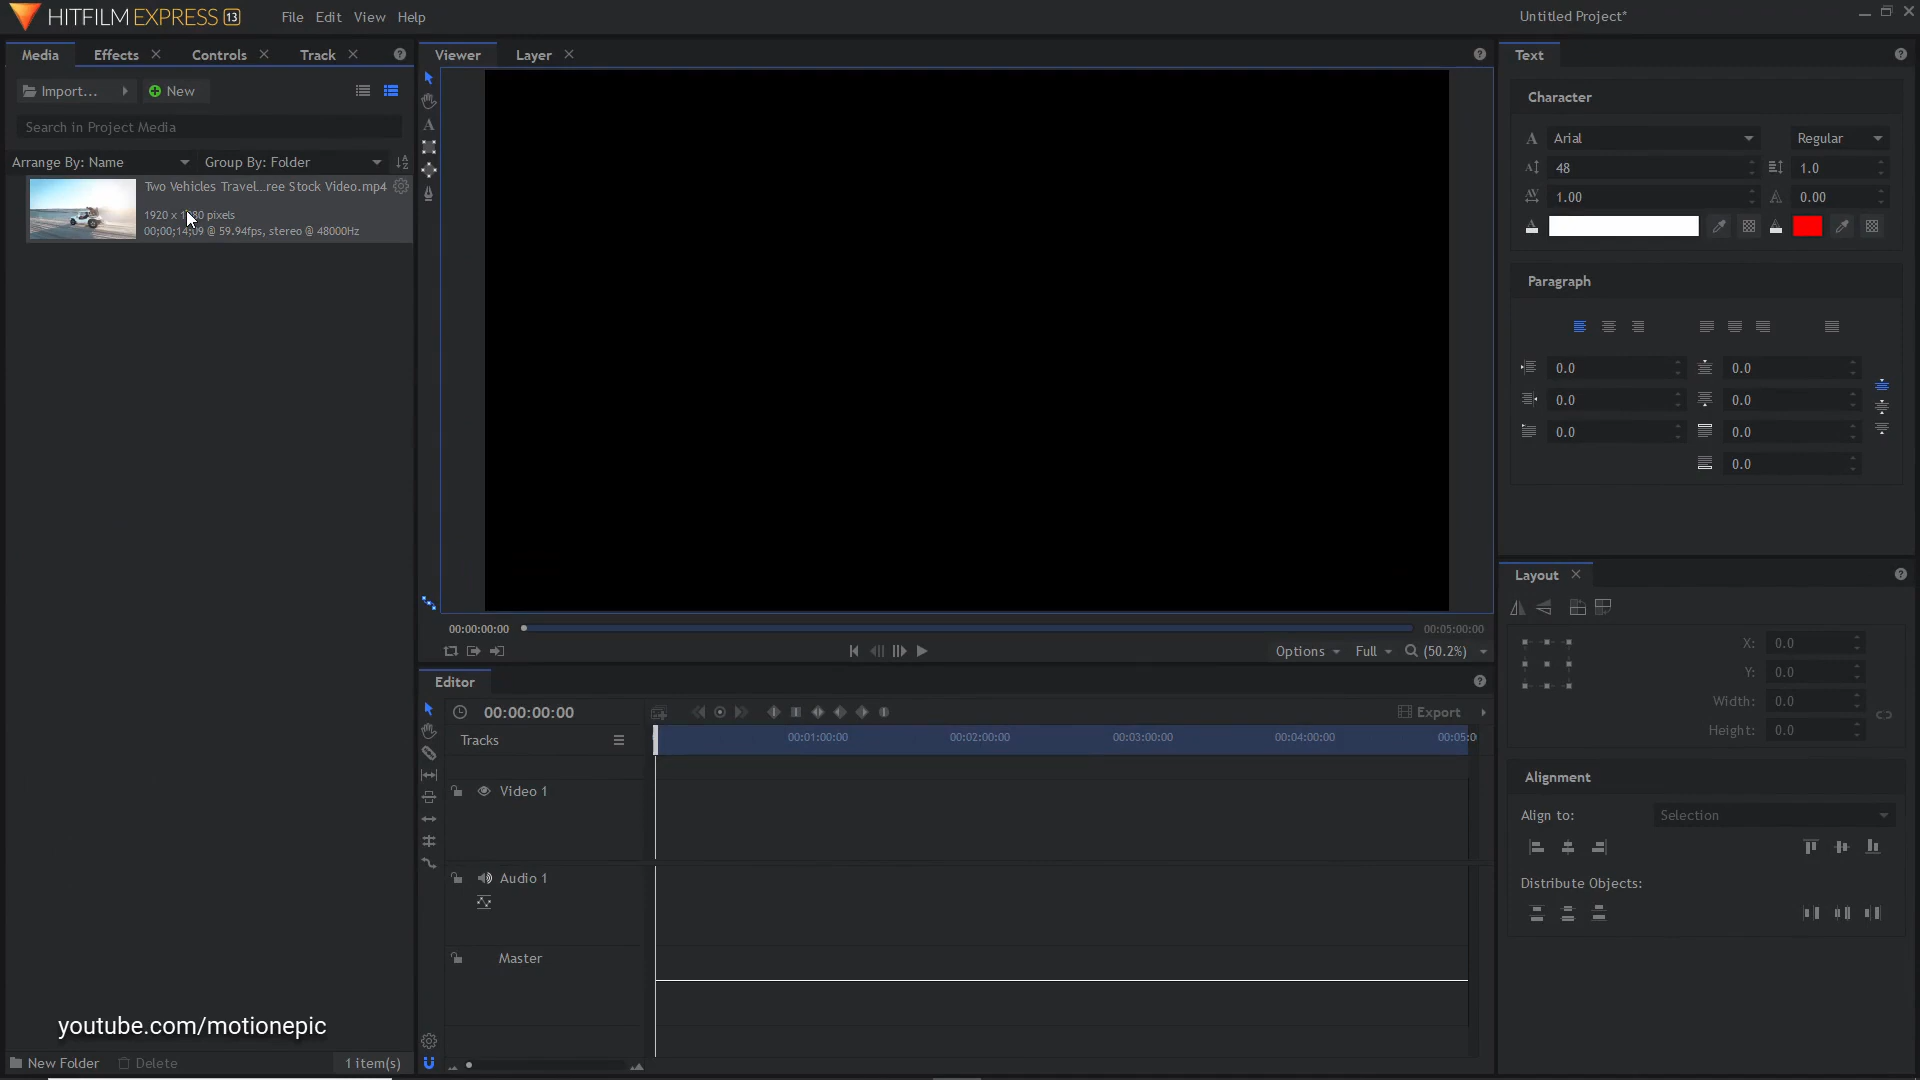 HITFILM EXPRESS 13
File Edit View Help
Untitled Project*
Media Effects Controls Track
Import... New
Search in Project Media
Arrange By: Name Group By: Folder
Two Vehicles Travel...ree Stock Video.mp4
1920 x 1080 pixels
00;00;14;09 @ 59.94fps, stereo @ 48000Hz
youtube.com/motionepic
New Folder Delete 1 item(s)
Viewer Layer
00:00:00:00 00:05:00:00
Options Full (50.2%)
Editor
00:00:00:00 Export
Tracks 00:01:00:00 00:02:00:00 00:03:00:00 00:04:00:00 00:05:0
Video 1
Audio 1
Master
Text
Character
Arial Regular
48 1.0
1.00 0.00
Paragraph
0.0 0.0
0.0 0.0
0.0 0.0
0.0
Layout
X: 0.0
Y: 0.0
Width: 0.0
Height: 0.0
Alignment
Align to: Selection
Distribute Objects: